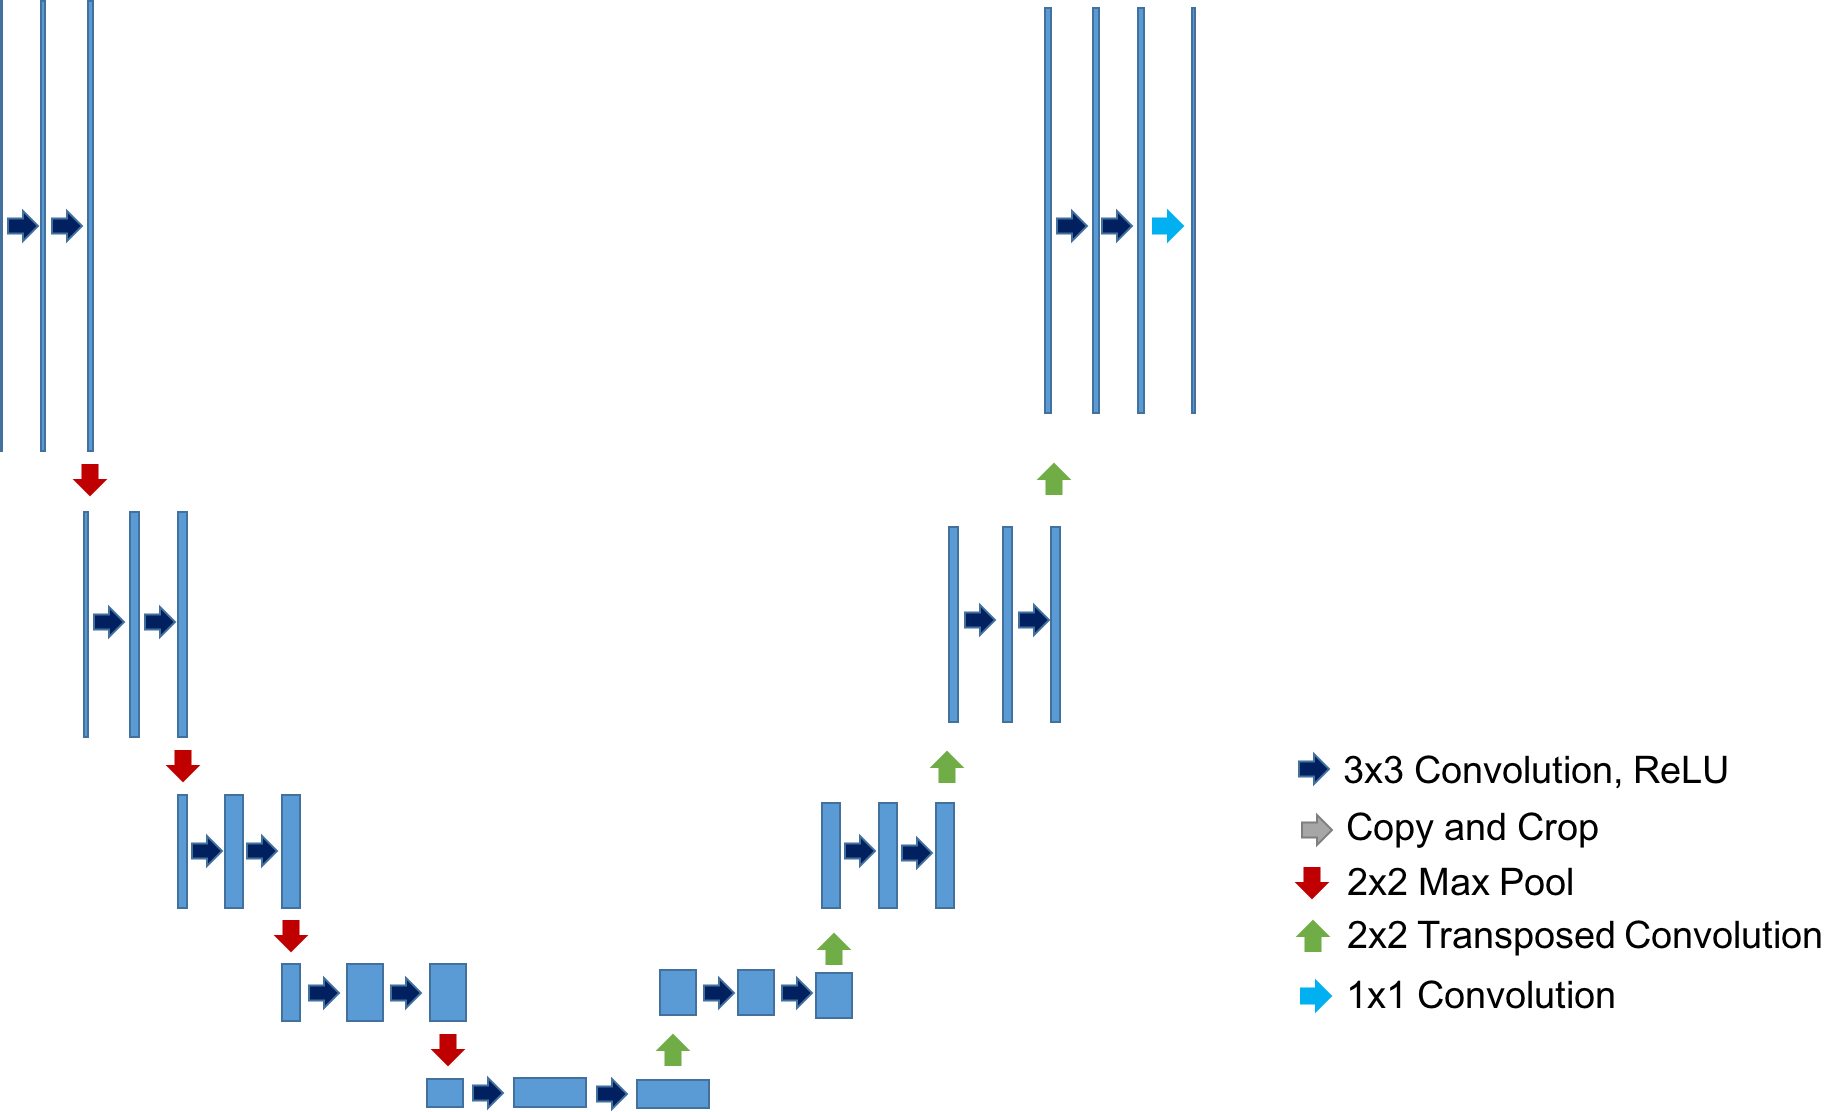 3x3 Convolution, ReLU
Copy and Crop
2x2 Max Pool
2x2 Transposed Convolution
1x1 Convolution